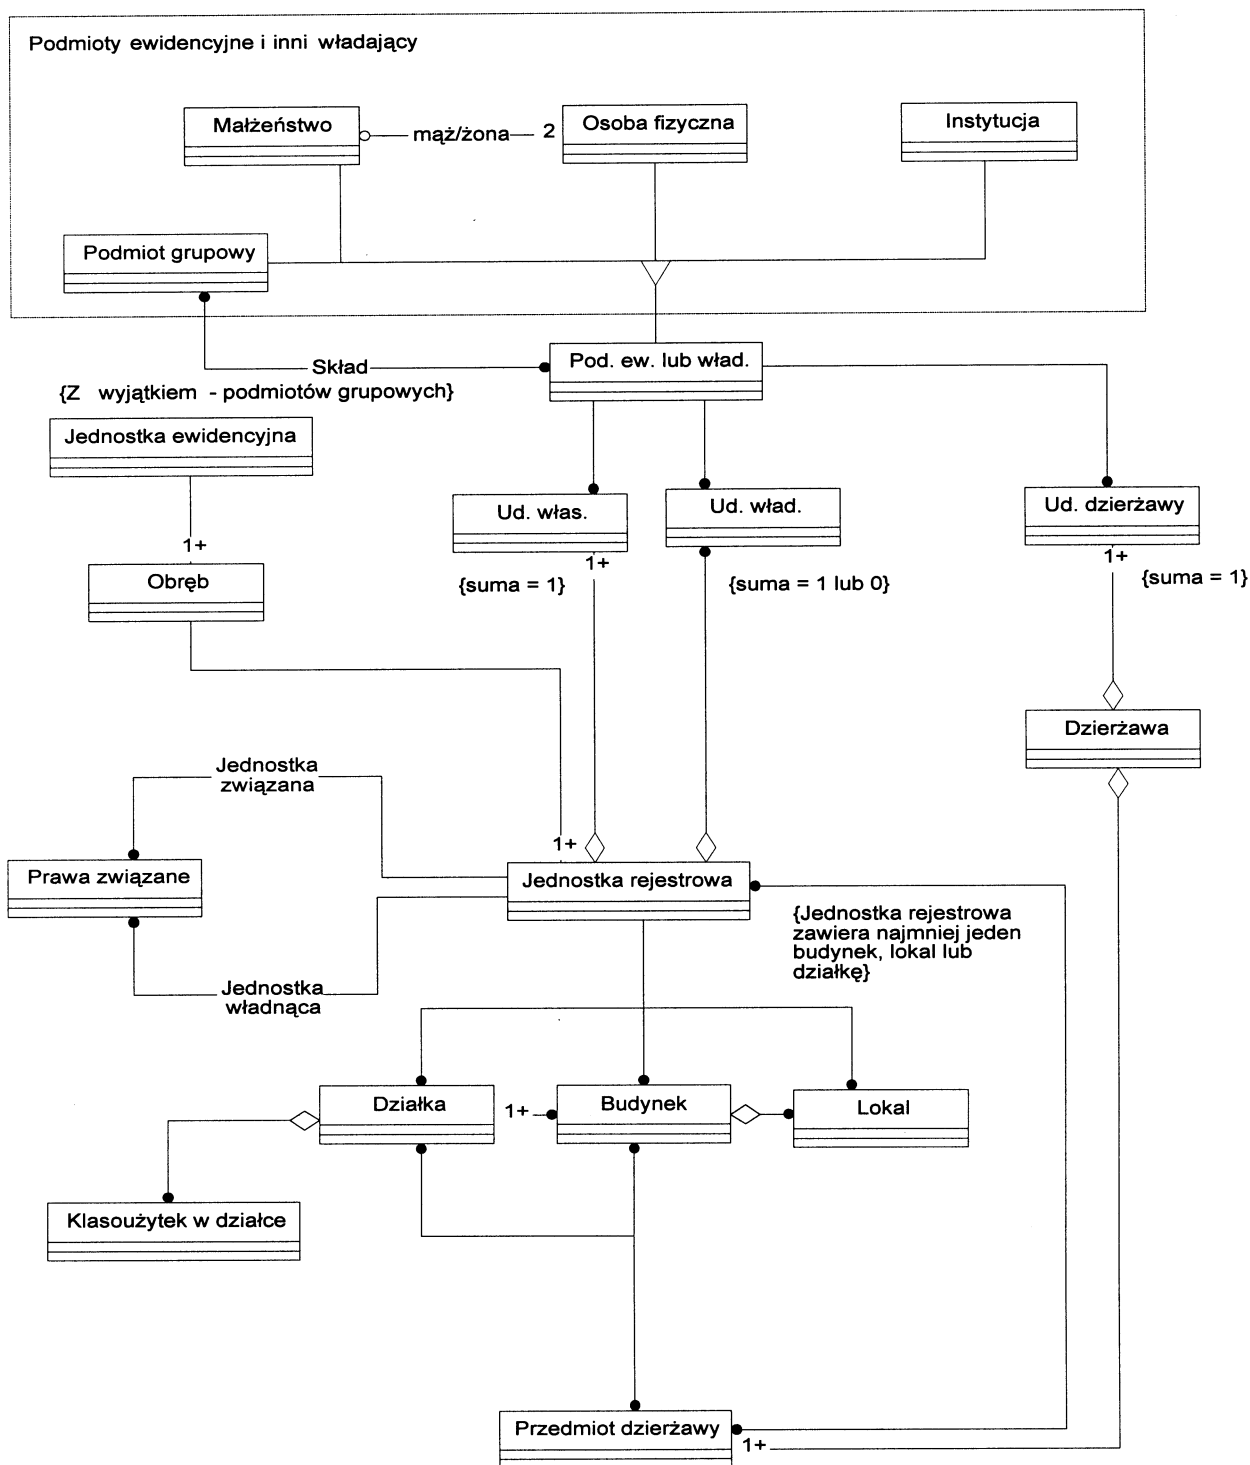 Podmioty ewidencyjne i inni władający
Małżeństwo
mąż/żona
2
Osoba fizyczna
Instytucja
Podmiot grupowy
Skład
{Z wyjątkiem - podmiotów grupowych}
Pod. ew. lub wład.
Jednostka ewidencyjna
1+
Obręb
Ud. włas.
1+
{suma = 1}
Ud. wład.
{suma = 1 lub 0}
Ud. dzierżawy
1+
{suma = 1}
Dzierżawa
Jednostka
związana
1+
Prawa związane
Jednostka rejestrowa
{Jednostka rejestrowa
zawiera najmniej jeden
budynek, lokal lub
działkę}
Jednostka
władnąca
Działka
1+
Budynek
Lokal
Klasoużytek w działce
Przedmiot dzierżawy
1+